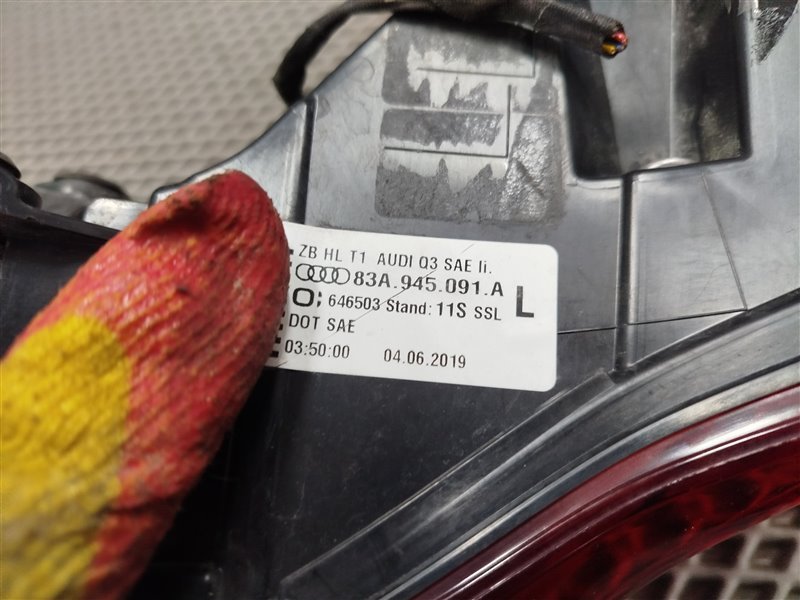 ZB HL T1 AUDI Q3 SAE li.
83A.945.091.A L
646503 Stand: 11S SSL
DOT SAE
03:50:00 04.06.2019